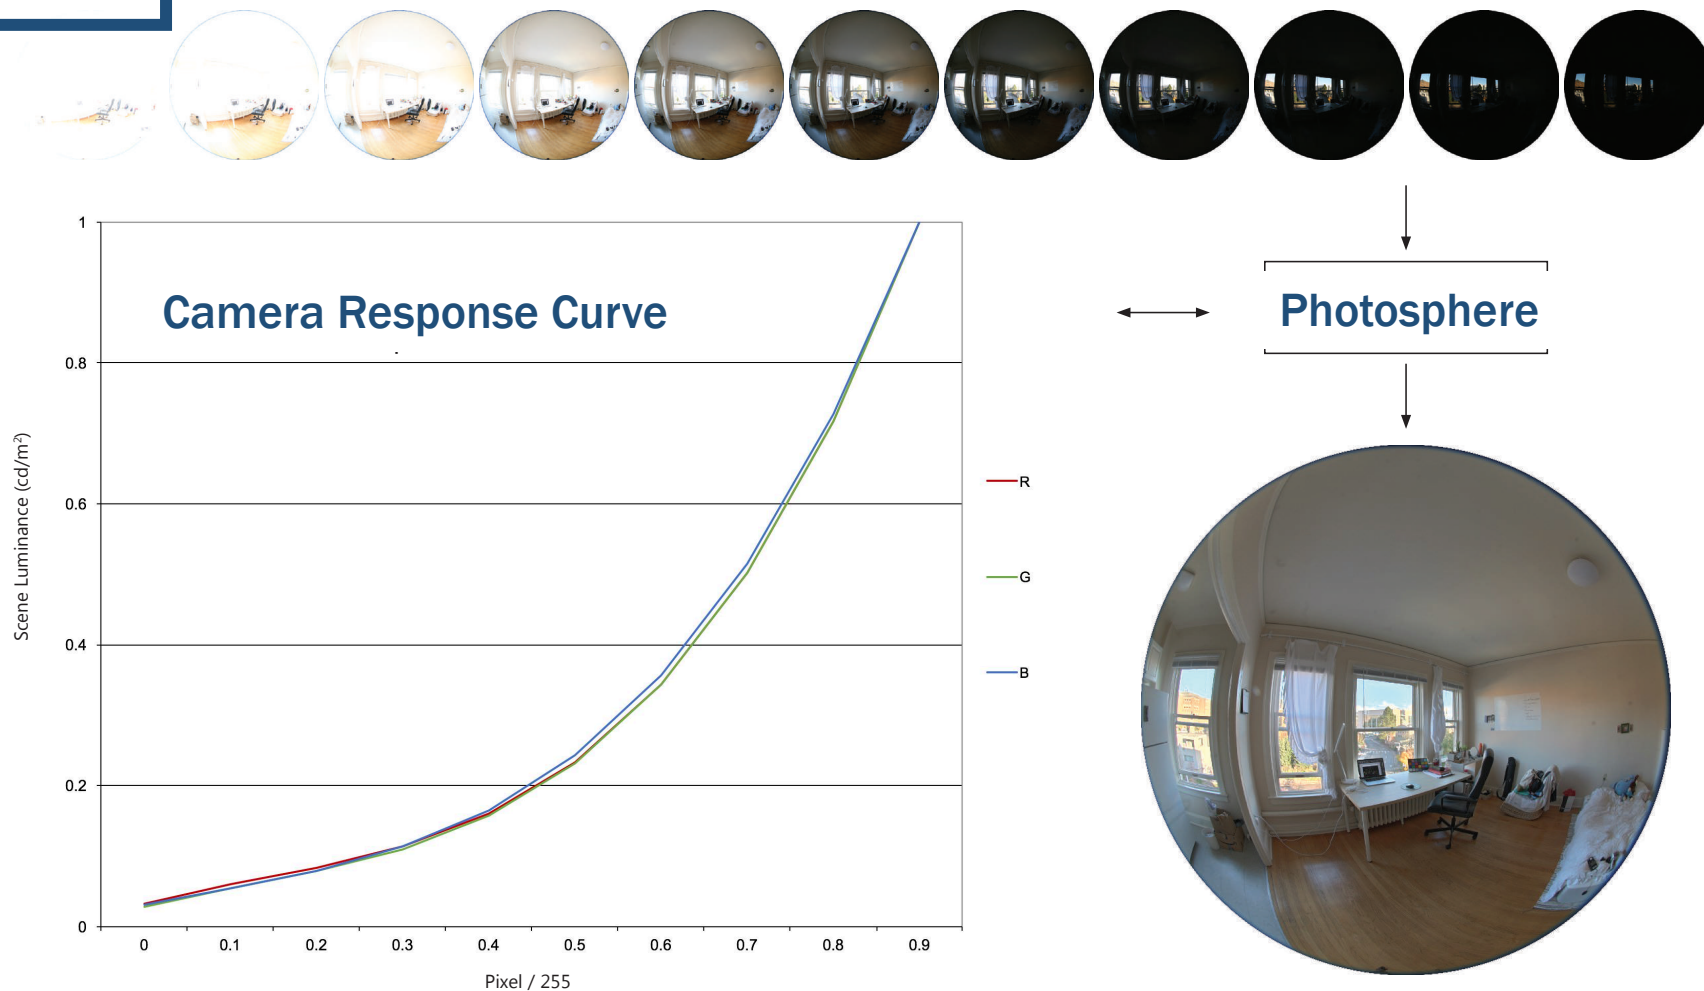 Camera Response Curve
Photosphere
Scene Luminance (cd/m²)
1
0.8
0.6
0.4
0.2
0
0
0.1
0.2
0.3
0.4
0.5
0.6
0.7
0.8
0.9
Pixel / 255
R
G
B